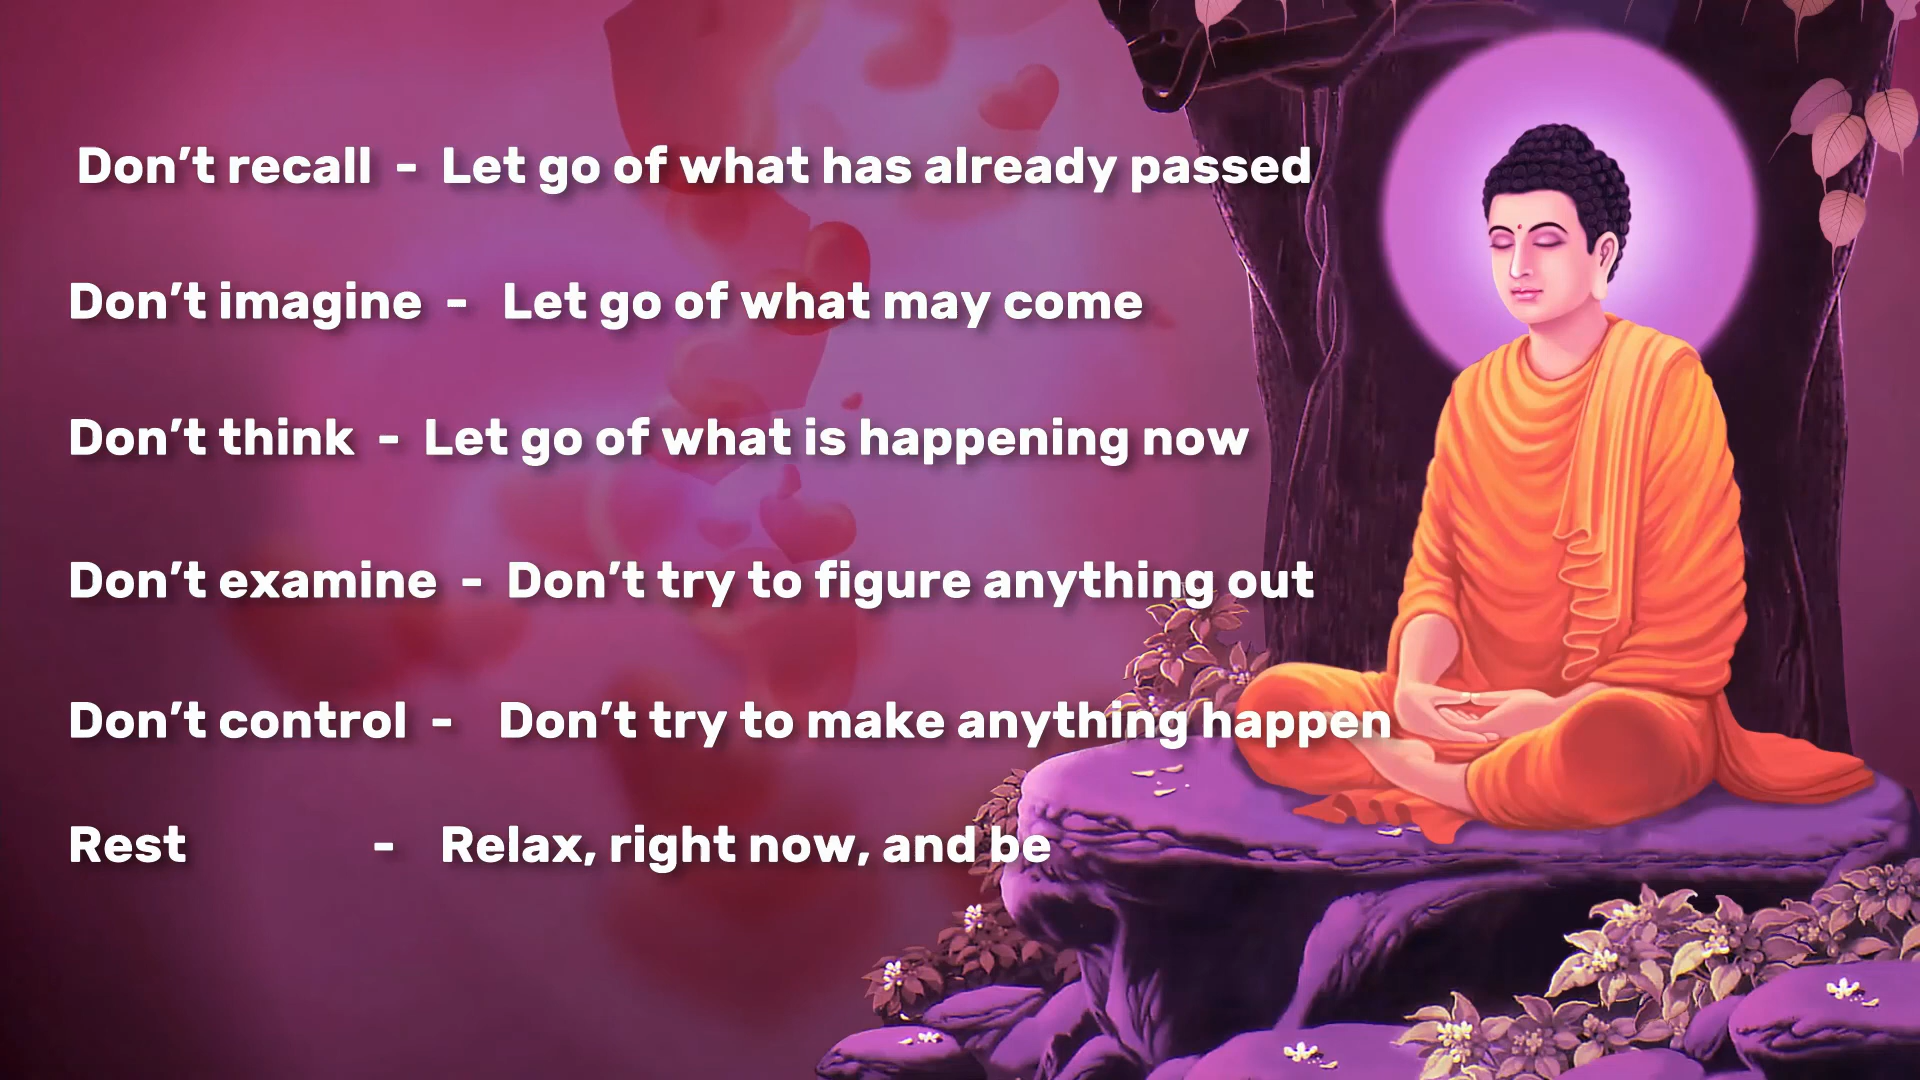 Don’t recall - Let go of what has already passed
Don’t imagine - Let go of what may come
Don’t think - Let go of what is happening now
Don’t examine - Don’t try to figure anything out
Don’t control - Don’t try to make anything happen
Rest - Relax, right now, and be